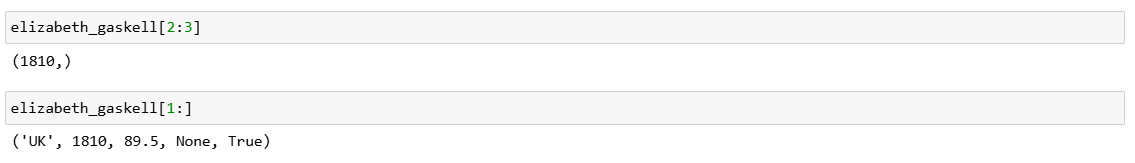 elizabeth_gaskell[2:3]
(1810,)
elizabeth_gaskell[1:]
('UK', 1810, 89.5, None, True)